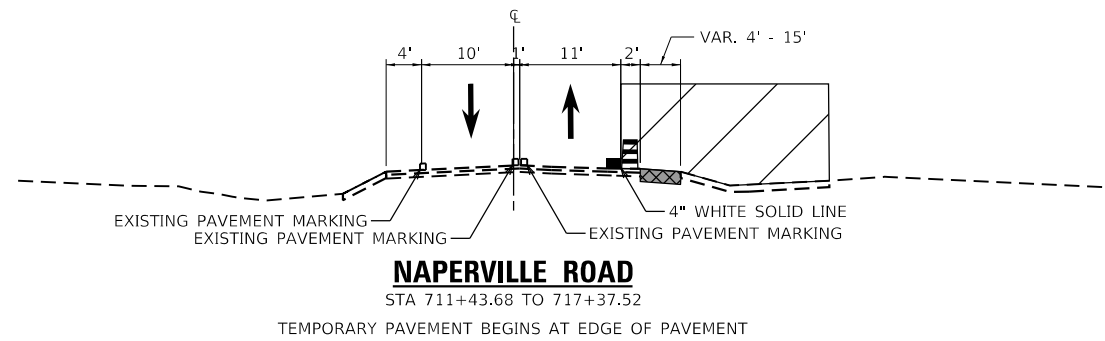 ℄
VAR. 4' - 15'
4' 10' 1' 11' 2'
EXISTING PAVEMENT MARKING
4" WHITE SOLID LINE
EXISTING PAVEMENT MARKING
EXISTING PAVEMENT MARKING
NAPERVILLE ROAD
STA 711+43.68 TO 717+37.52
TEMPORARY PAVEMENT BEGINS AT EDGE OF PAVEMENT